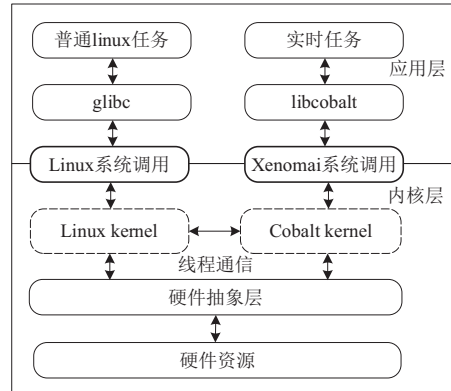 普通linux任务
实时任务
应用层
glibc
libcobalt
Linux系统调用
Xenomai系统调用
内核层
Linux kernel
Cobalt kernel
线程通信
硬件抽象层
硬件资源